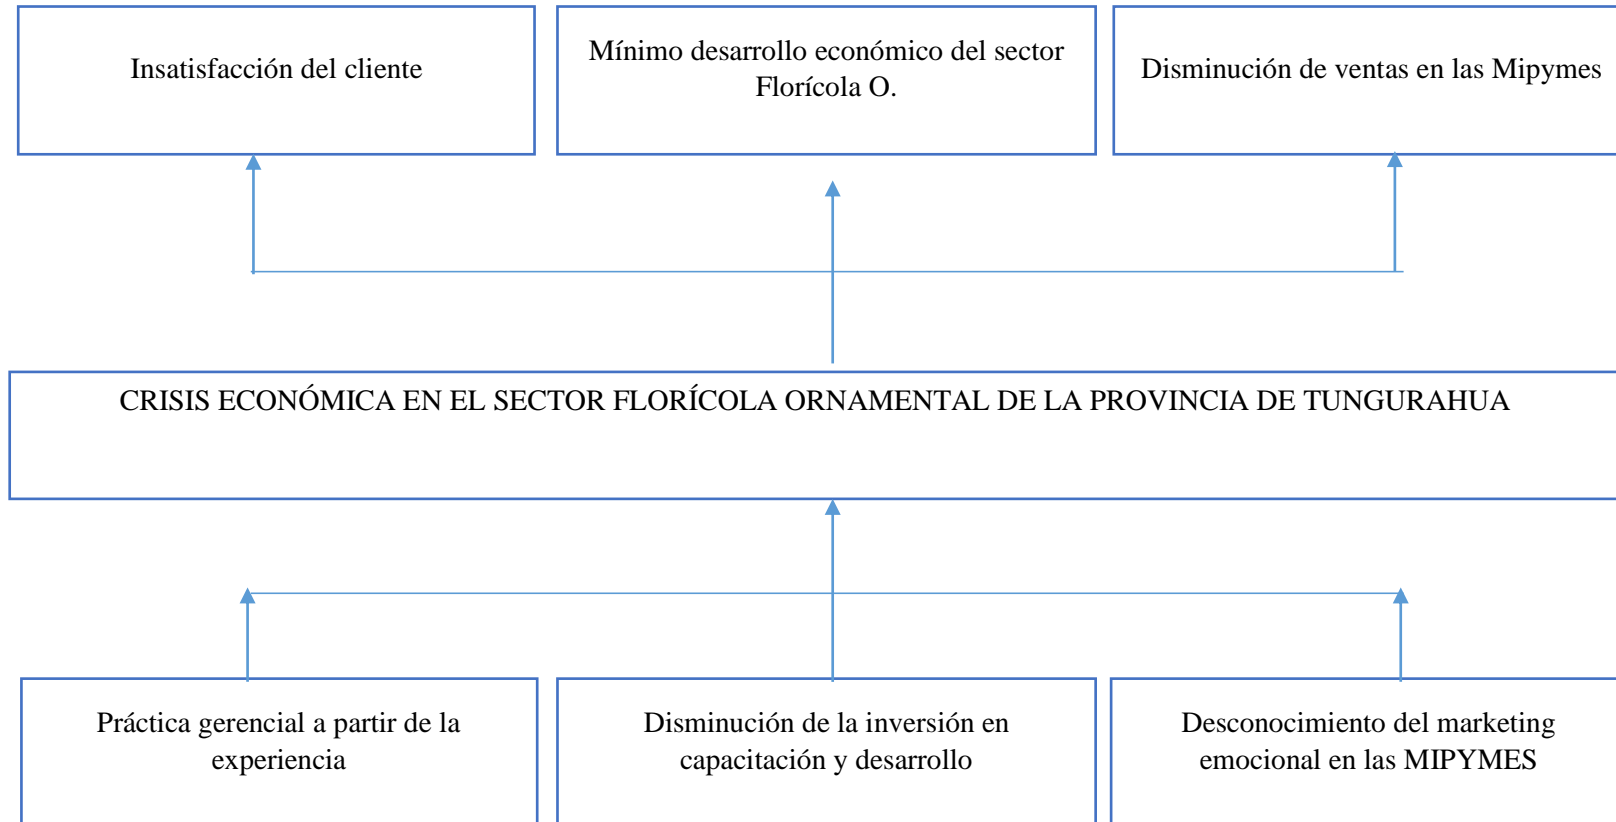 Insatisfacción del cliente
Mínimo desarrollo económico del sector
Florícola O.
Disminución de ventas en las Mipymes
CRISIS ECONÓMICA EN EL SECTOR FLORÍCOLA ORNAMENTAL DE LA PROVINCIA DE TUNGURAHUA
Práctica gerencial a partir de la
experiencia
Disminución de la inversión en
capacitación y desarrollo
Desconocimiento del marketing
emocional en las MIPYMES